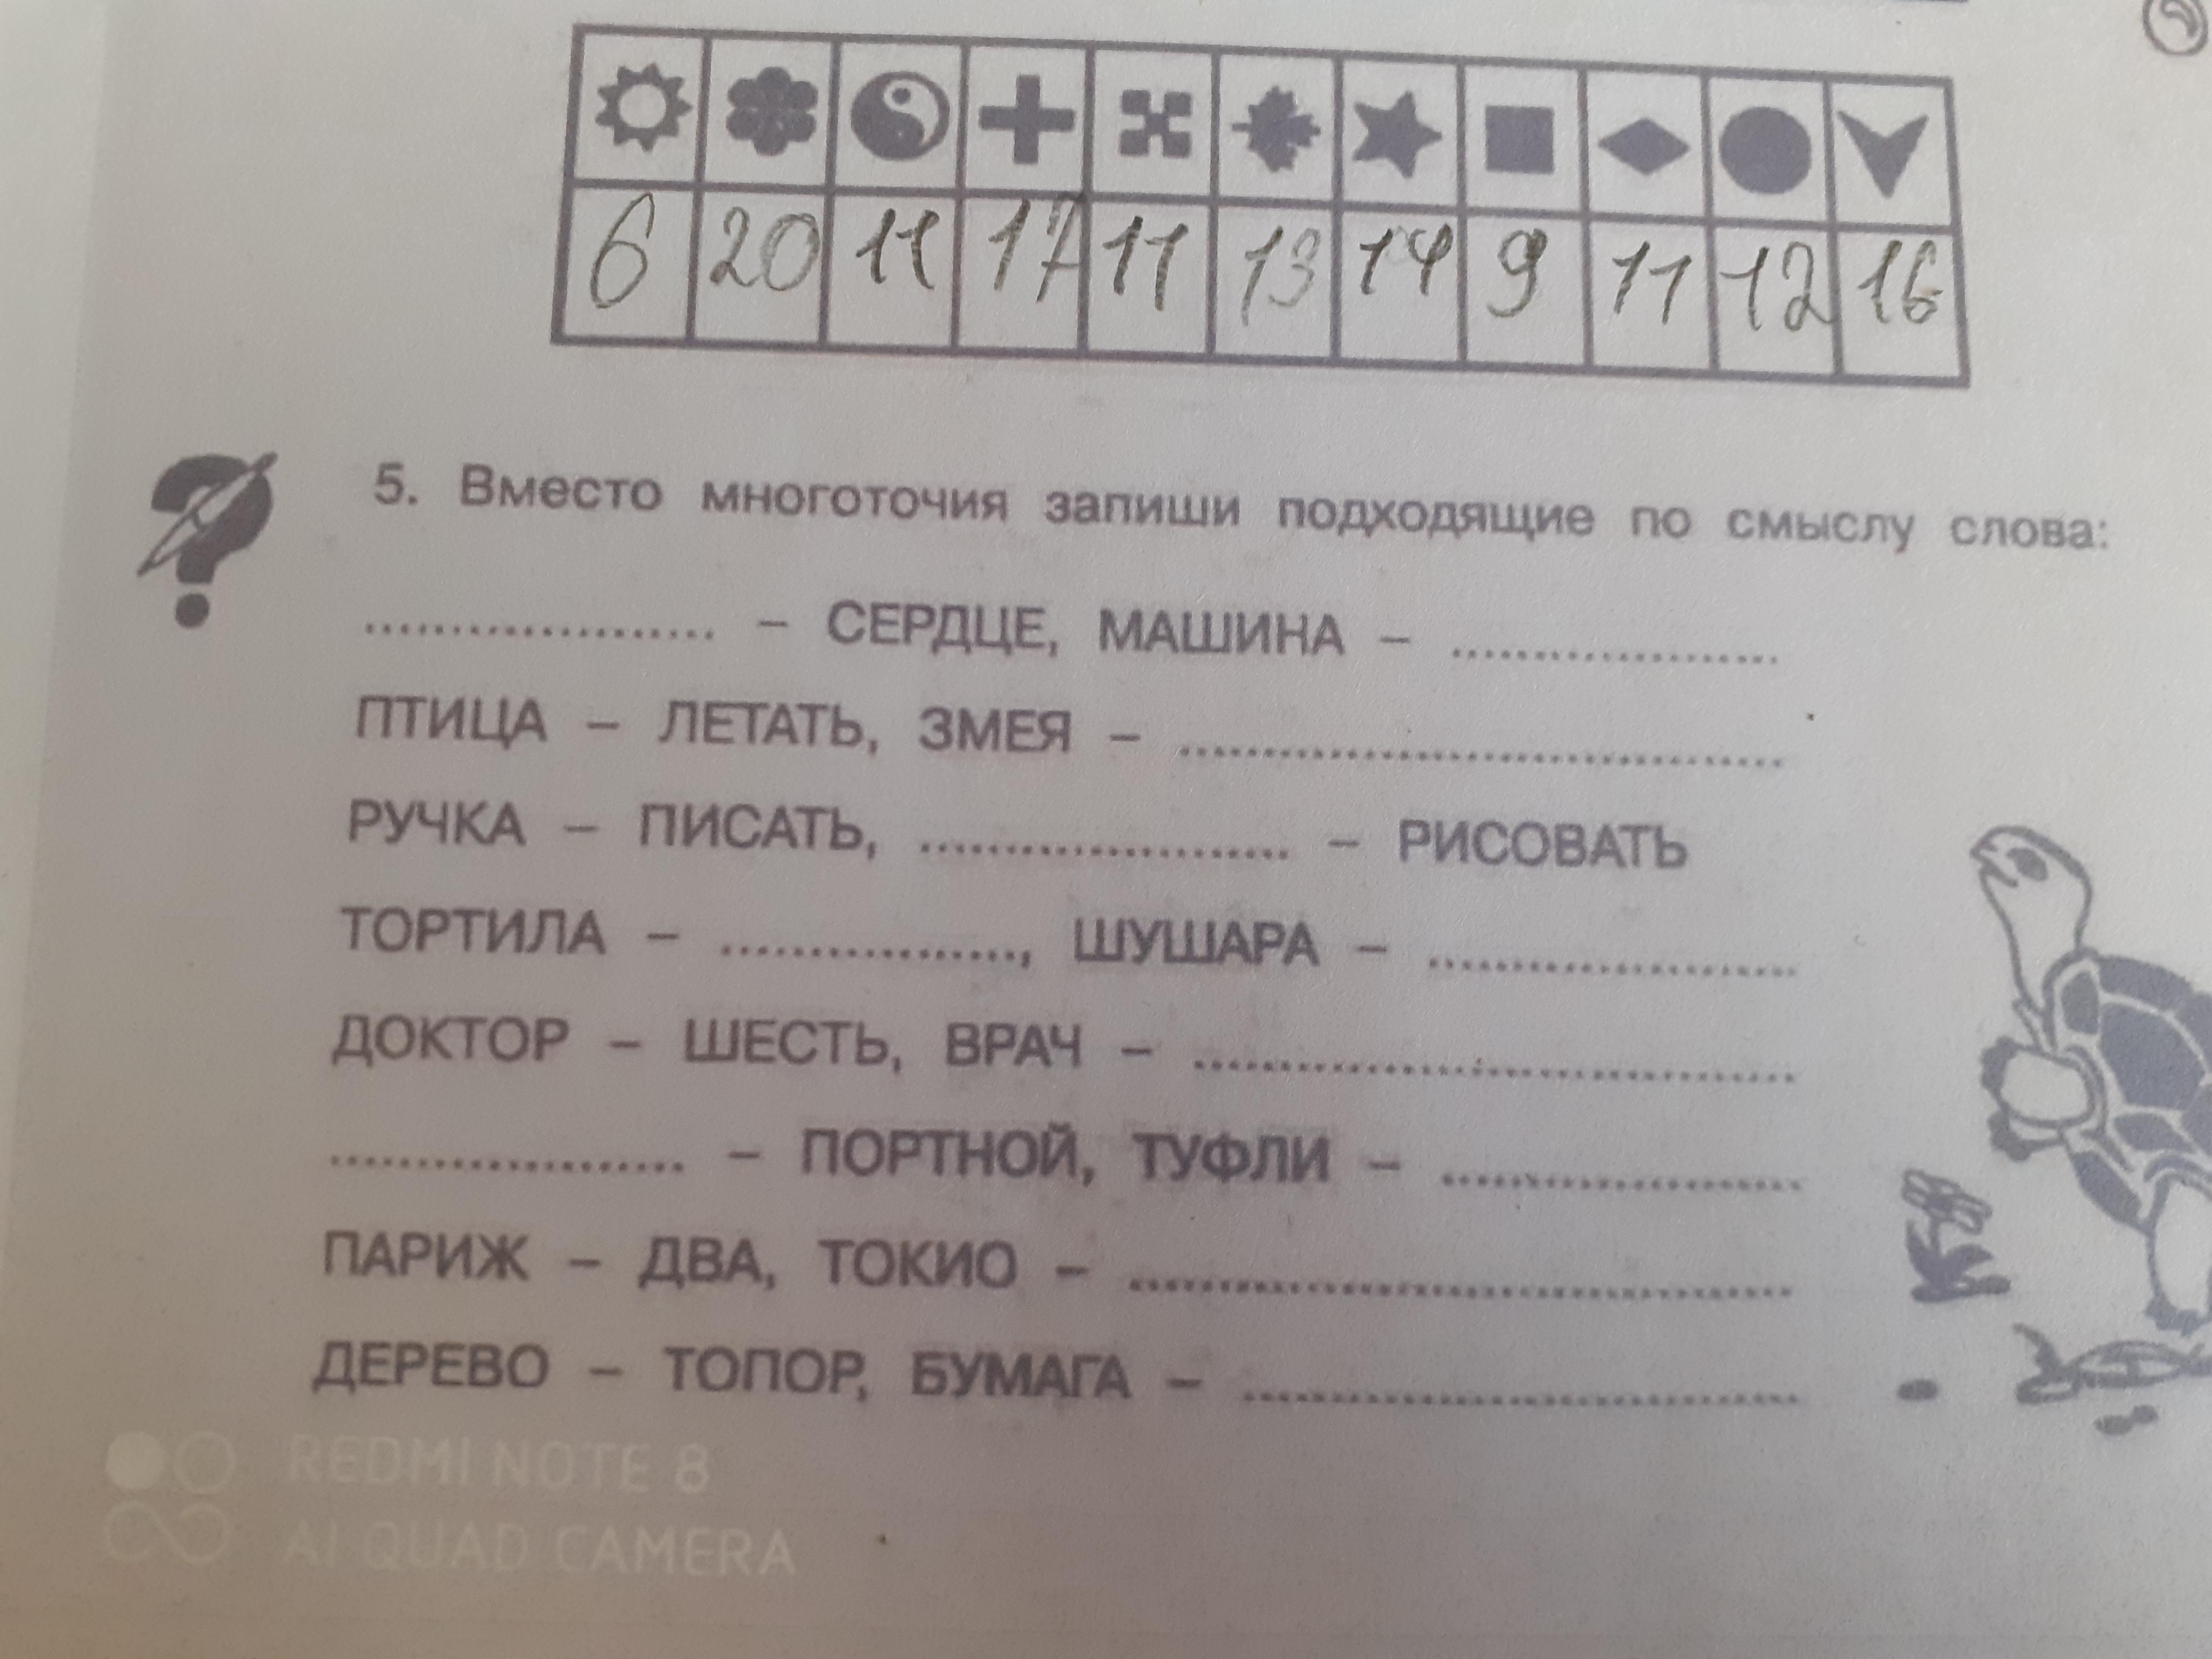 6 20 11 17 11 13 14 9 11 12 16
5. Вместо многоточия запиши подходящие по смыслу слова:
.................... – СЕРДЦЕ, МАШИНА – ....................
ПТИЦА – ЛЕТАТЬ, ЗМЕЯ – ....................
РУЧКА – ПИСАТЬ, .................... – РИСОВАТЬ
ТОРТИЛА – ...................., ШУШАРА – ....................
ДОКТОР – ШЕСТЬ, ВРАЧ – ....................
.................... – ПОРТНОЙ, ТУФЛИ – ....................
ПАРИЖ – ДВА, ТОКИО – ....................
ДЕРЕВО – ТОПОР, БУМАГА – ....................
REDMI NOTE 8
AI QUAD CAMERA